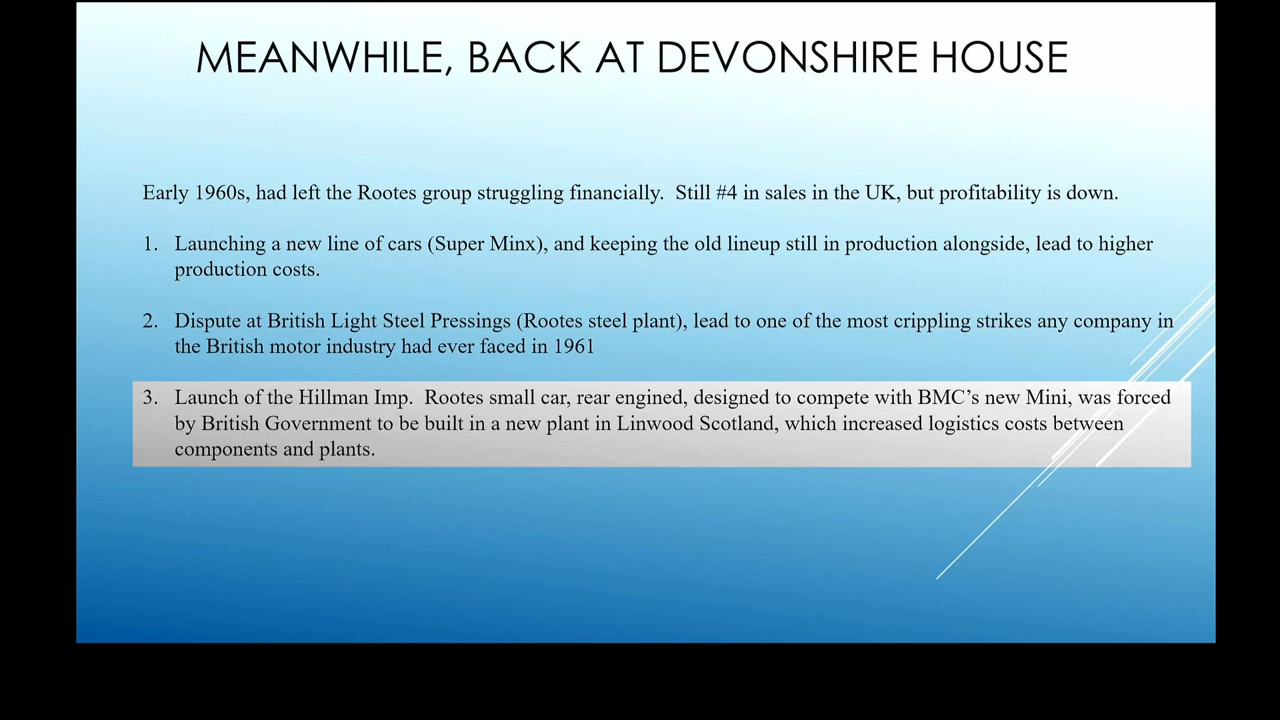 MEANWHILE, BACK AT DEVONSHIRE HOUSE
Early 1960s, had left the Rootes group struggling financially.  Still #4 in sales in the UK, but profitability is down.
1. Launching a new line of cars (Super Minx), and keeping the old lineup still in production alongside, lead to higher
production costs.
2. Dispute at British Light Steel Pressings (Rootes steel plant), lead to one of the most crippling strikes any company in
the British motor industry had ever faced in 1961
3. Launch of the Hillman Imp.  Rootes small car, rear engined, designed to compete with BMC’s new Mini, was forced
by British Government to be built in a new plant in Linwood Scotland, which increased logistics costs between
components and plants.